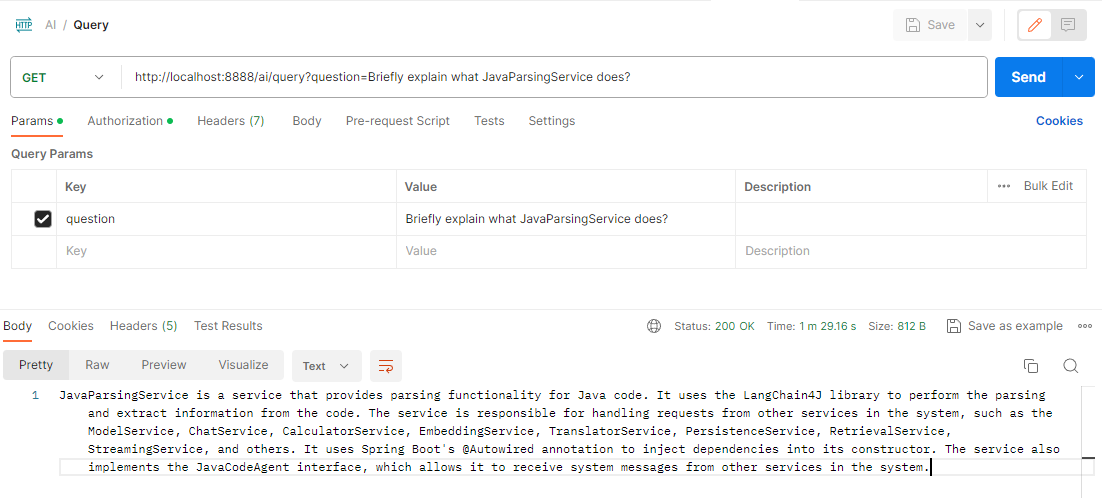 HTTP AI / Query Save
GET http://localhost:8888/ai/query?question=Briefly explain what JavaParsingService does? Send
Params Authorization Headers (7) Body Pre-request Script Tests Settings Cookies
Query Params
Key Value Description ••• Bulk Edit
question Briefly explain what JavaParsingService does?
Key Value Description
Body Cookies Headers (5) Test Results Status: 200 OK Time: 1 m 29.16 s Size: 812 B Save as example •••
Pretty Raw Preview Visualize Text
1 JavaParsingService is a service that provides parsing functionality for Java code. It uses the LangChain4J library to perform the parsing
and extract information from the code. The service is responsible for handling requests from other services in the system, such as the
ModelService, ChatService, CalculatorService, EmbeddingService, TranslatorService, PersistenceService, RetrievalService,
StreamingService, and others. It uses Spring Boot's @Autowired annotation to inject dependencies into its constructor. The service also
implements the JavaCodeAgent interface, which allows it to receive system messages from other services in the system.